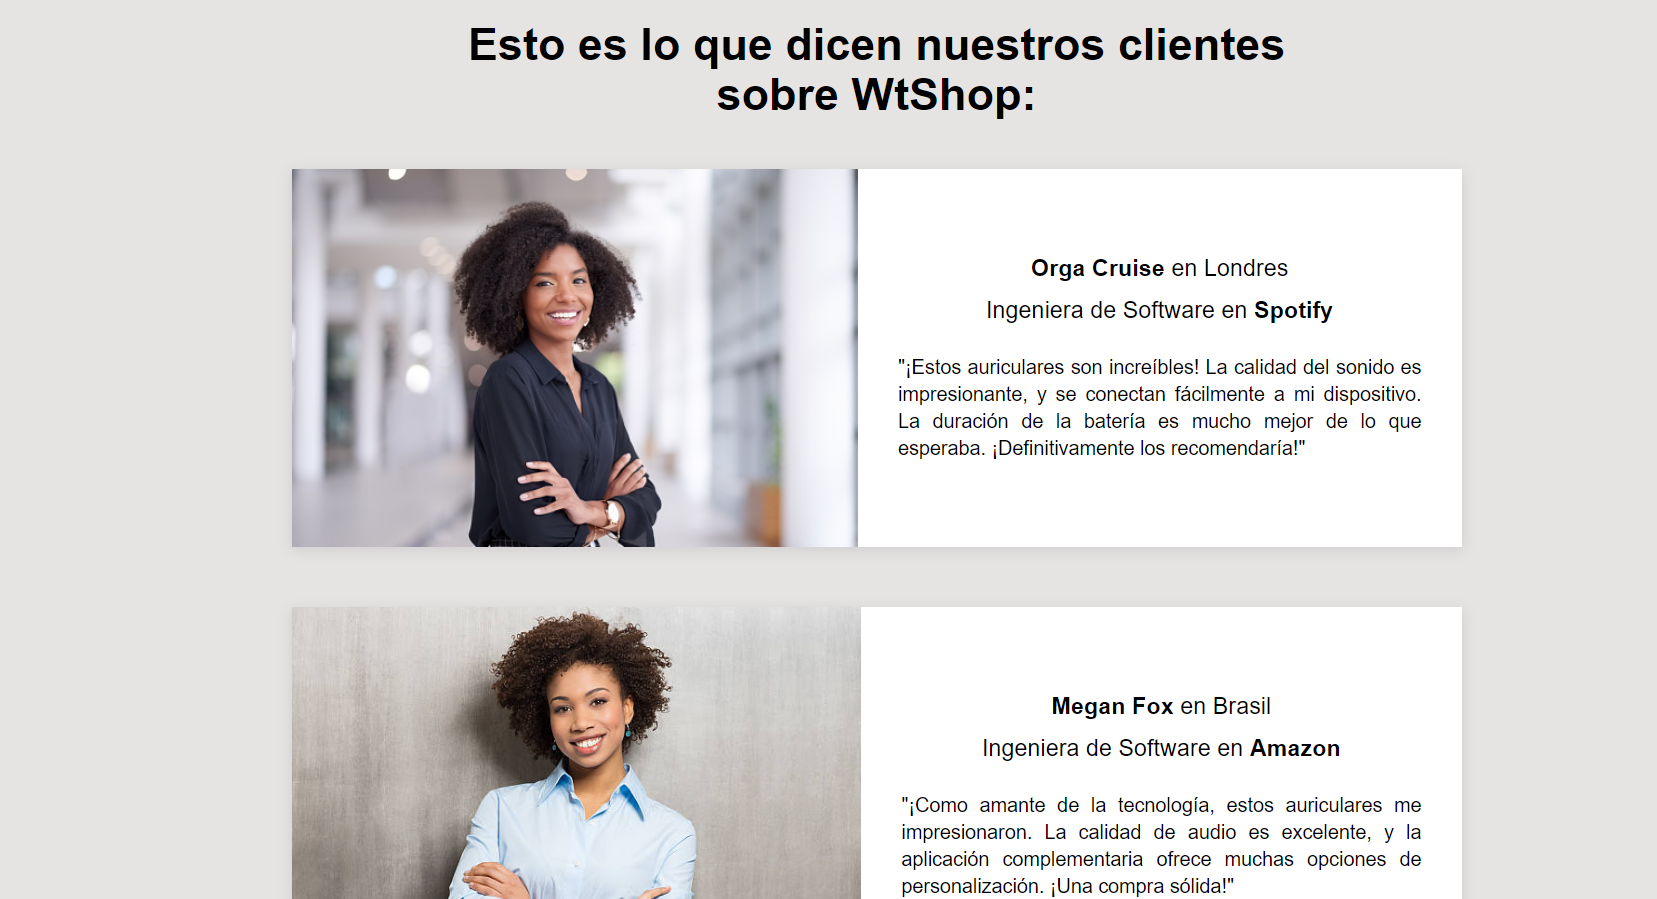 Esto es lo que dicen nuestros clientes
sobre WtShop:
Orga Cruise en Londres
Ingeniera de Software en Spotify
"¡Estos auriculares son increíbles! La calidad del sonido es
impresionante, y se conectan fácilmente a mi dispositivo.
La duración de la batería es mucho mejor de lo que
esperaba. ¡Definitivamente los recomendaría!"
Megan Fox en Brasil
Ingeniera de Software en Amazon
"¡Como amante de la tecnología, estos auriculares me
impresionaron. La calidad de audio es excelente, y la
aplicación complementaria ofrece muchas opciones de
personalización. ¡Una compra sólida!"